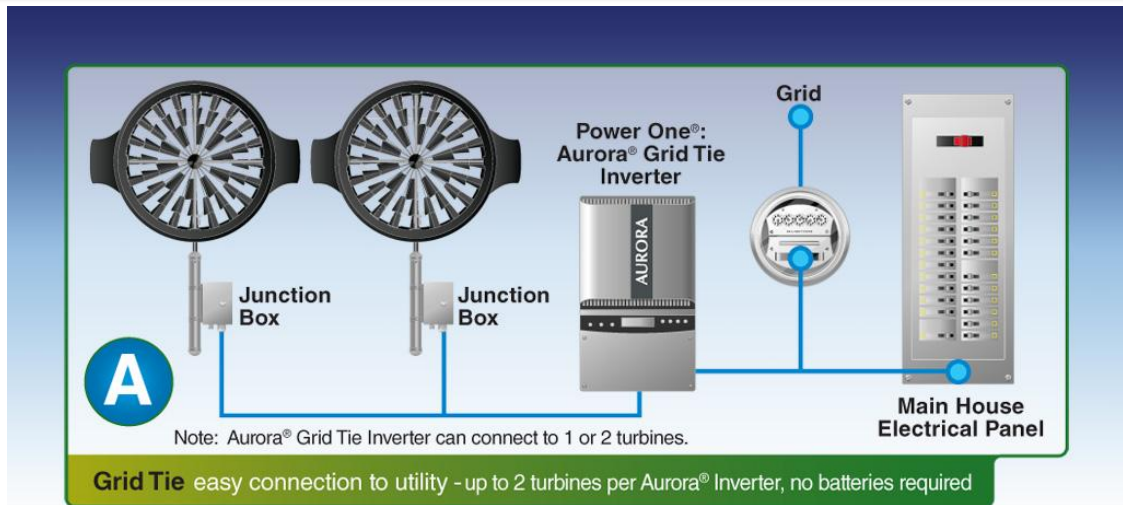 Grid
Power One®:
Aurora® Grid Tie
Inverter
AURORA
Junction
Box
Junction
Box
A
Main House
Electrical Panel
Note: Aurora® Grid Tie Inverter can connect to 1 or 2 turbines.
Grid Tie easy connection to utility - up to 2 turbines per Aurora® Inverter, no batteries required